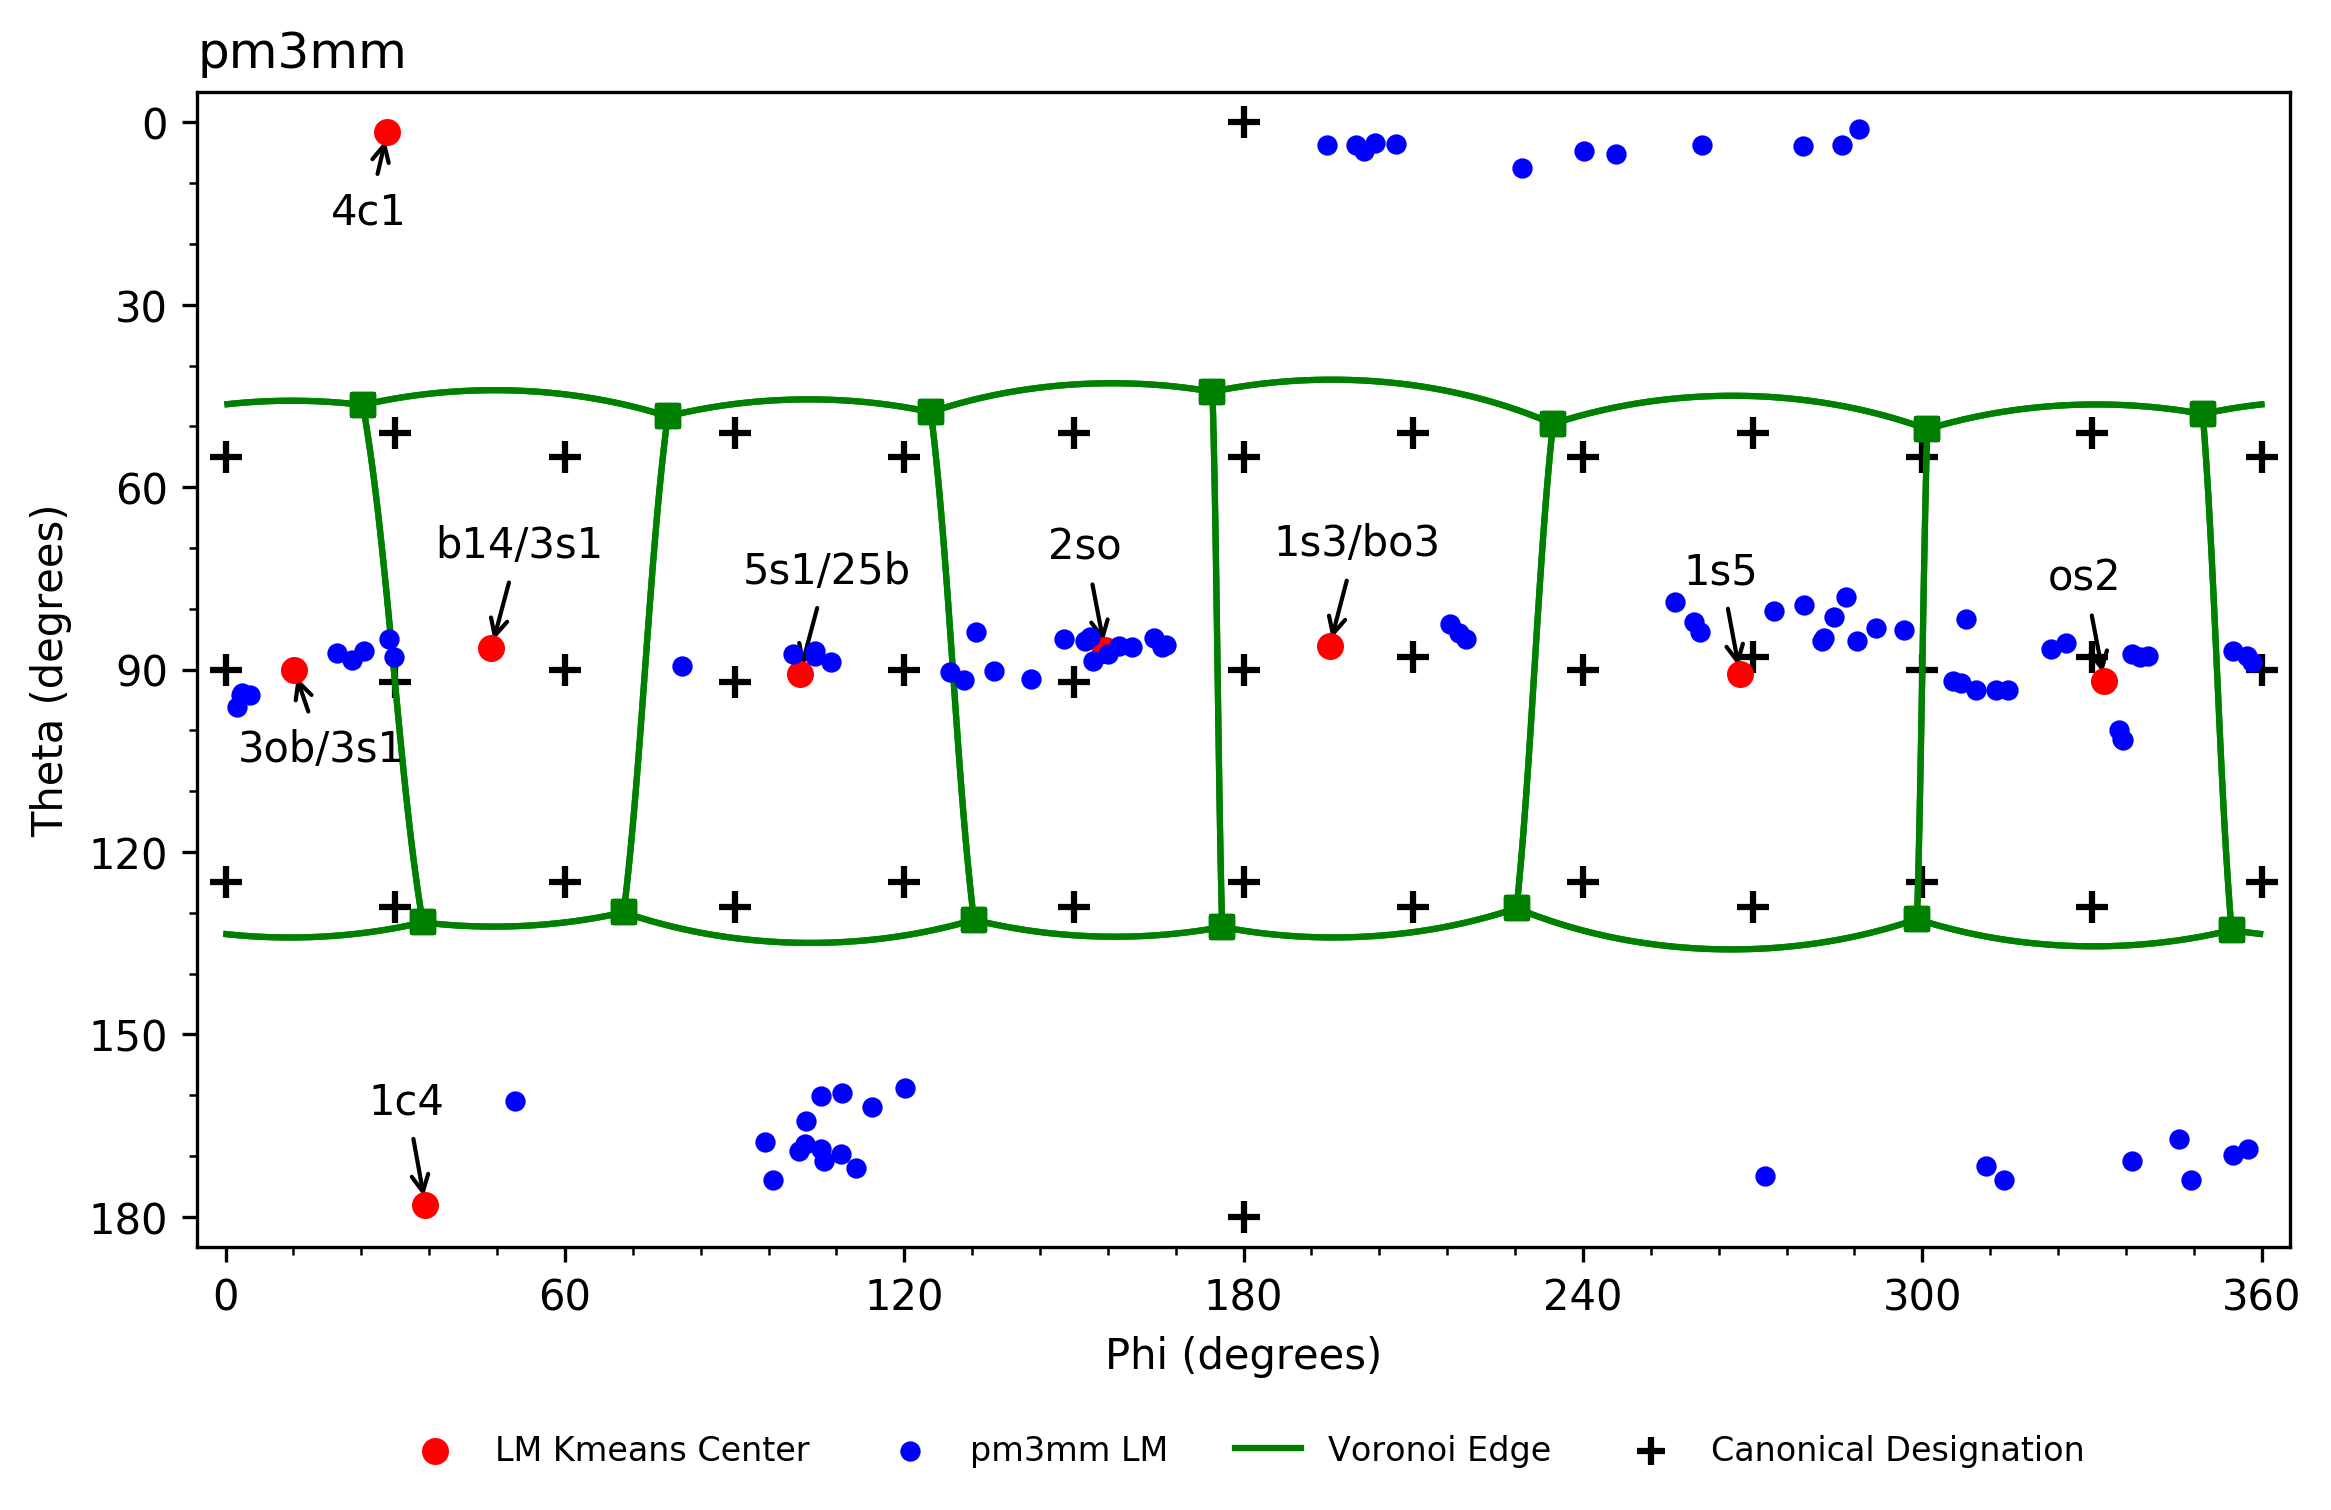 pm3mm
0
30
60
90
120
150
180
Theta (degrees)
4c1
b14/3s1
5s1/25b
2so
1s3/bo3
1s5
os2
3ob/3s1
1c4
0
60
120
180
240
300
360
Phi (degrees)
LM Kmeans Center
pm3mm LM
Voronoi Edge
Canonical Designation